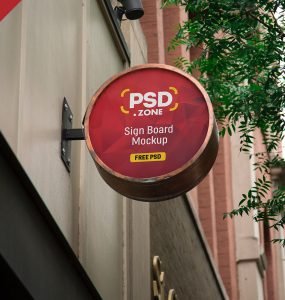 PSD
.ZONE
Sign Board
Mockup
FREE PSD